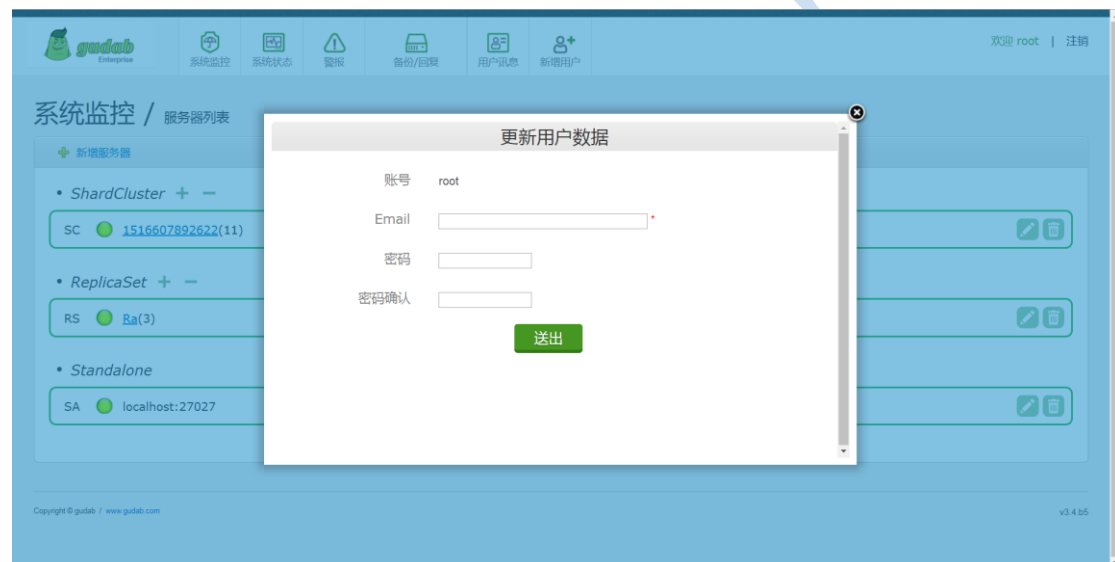 gudab
Enterprise
系统监控 系统状态 警报 备份/回复 用户讯息 新增用户
欢迎 root | 注销
系统监控 / 服务器列表
新增服务器
更新用户数据
账号 root
Email *
密码
密码确认
送出
• ShardCluster + −
SC 1516607892622(11)
• ReplicaSet + −
RS Ra(3)
• Standalone
SA localhost:27027
Copyright © gudab / www.gudab.com
v3.4.b5